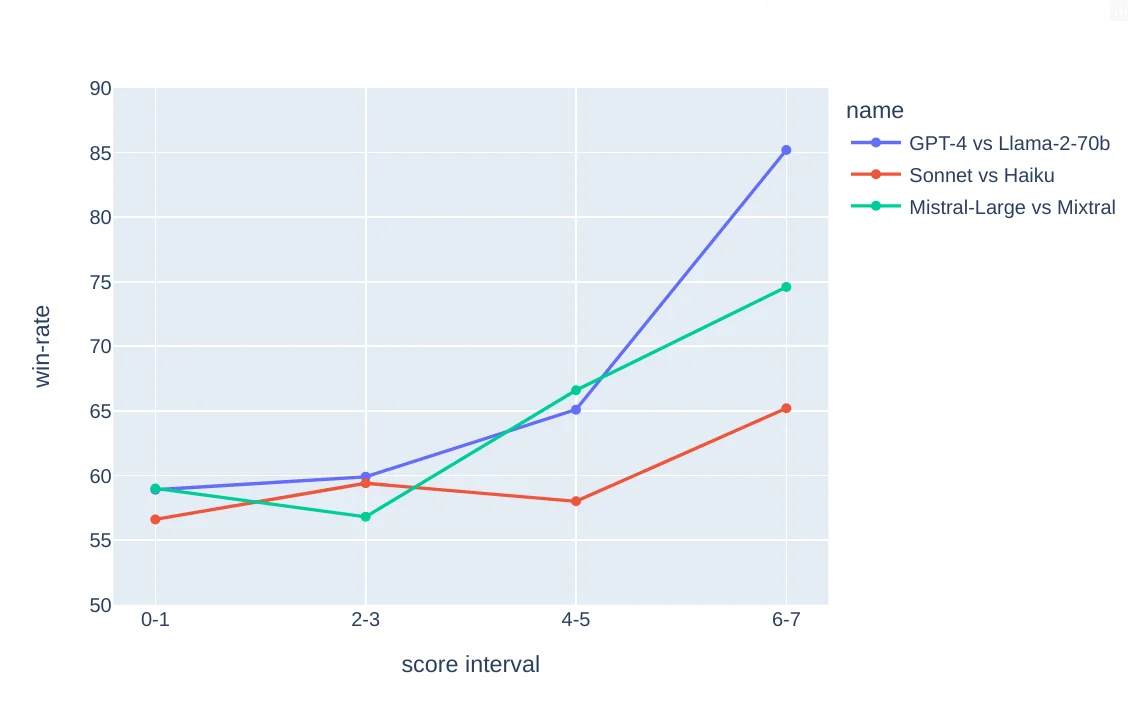 90
85
80
75
70
65
60
55
50
win-rate
0-1 2-3 4-5 6-7
score interval
name
GPT-4 vs Llama-2-70b
Sonnet vs Haiku
Mistral-Large vs Mixtral